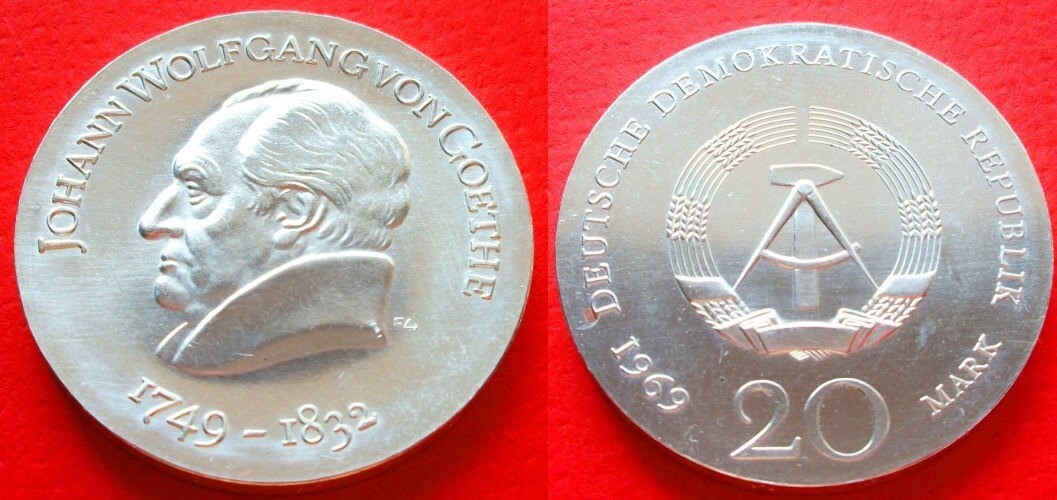 JOHANN WOLFGANG VON GOETHE
FL
1749 - 1832
DEUTSCHE DEMOKRATISCHE REPUBLIK
1969
20
MARK